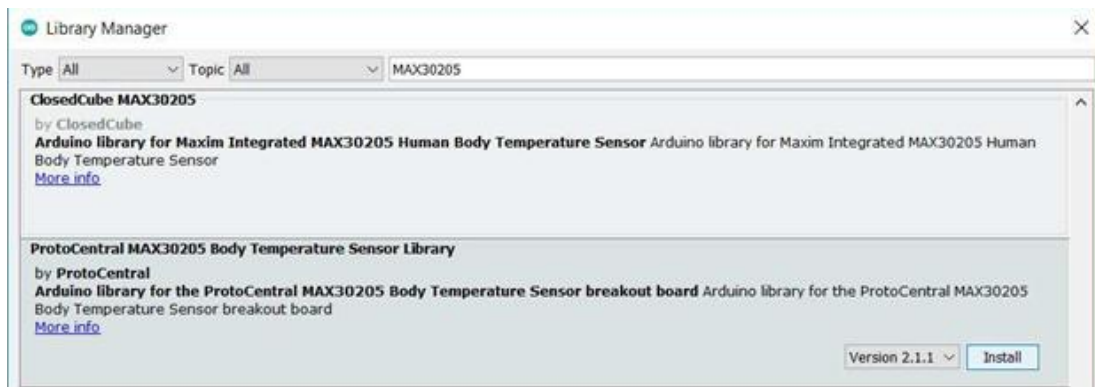 Library Manager
Type All Topic All MAX30205
ClosedCube MAX30205
by ClosedCube
Arduino library for Maxim Integrated MAX30205 Human Body Temperature Sensor Arduino library for Maxim Integrated MAX30205 Human
Body Temperature Sensor
More info
ProtoCentral MAX30205 Body Temperature Sensor Library
by ProtoCentral
Arduino library for the ProtoCentral MAX30205 Body Temperature Sensor breakout board Arduino library for the ProtoCentral MAX30205
Body Temperature Sensor breakout board
More info
Version 2.1.1 Install